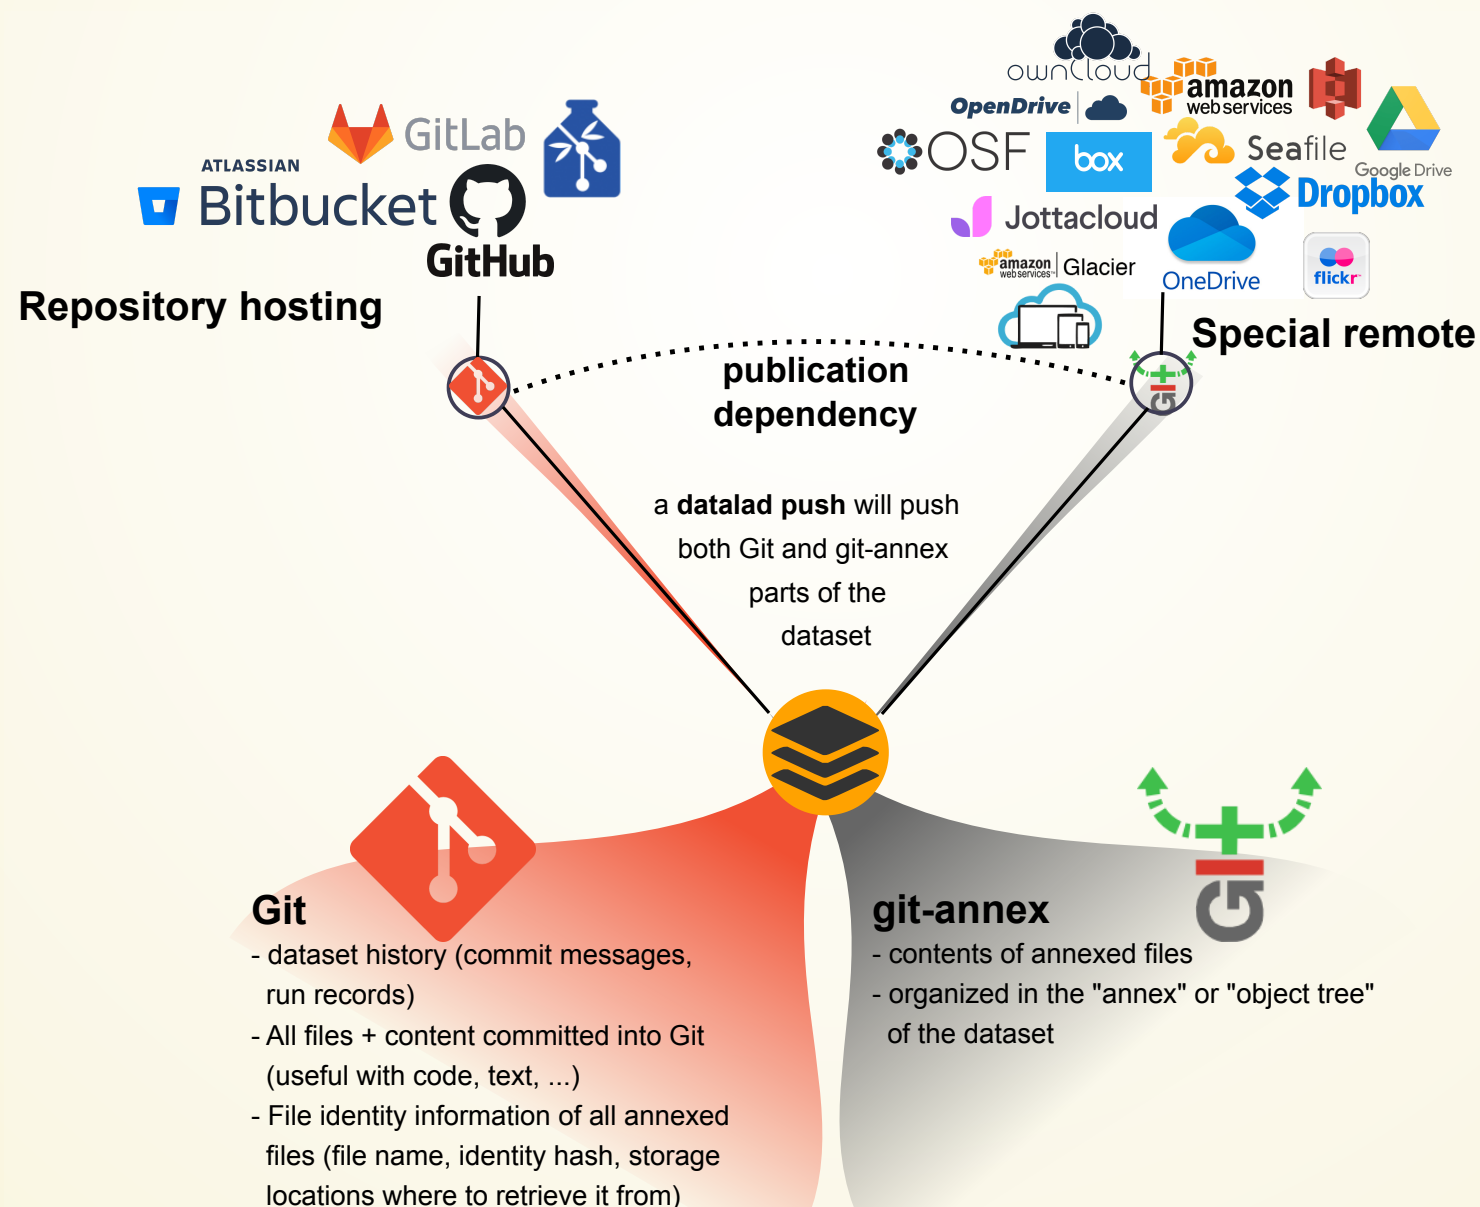 ownCloud
amazon
webservices
OpenDrive
GitLab
OSF
box
Seafile
Google Drive
ATLASSIAN
Bitbucket
Dropbox
Jottacloud
GitHub
amazon
webservices™
Glacier
OneDrive
flickr
Repository hosting
Special remote
publication
dependency
GIT
a datalad push will push
both Git and git-annex
parts of the
dataset
GIT
Git
- dataset history (commit messages,
run records)
- All files + content committed into Git
(useful with code, text, ...)
- File identity information of all annexed
files (file name, identity hash, storage
locations where to retrieve it from)
git-annex
- contents of annexed files
- organized in the "annex" or "object tree"
of the dataset